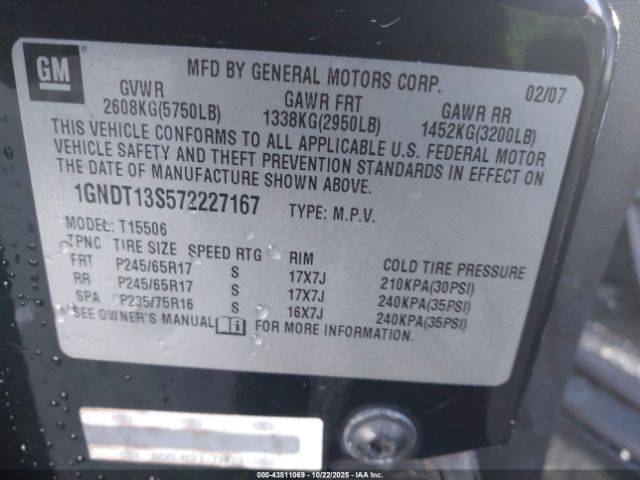 GM
MFD BY GENERAL MOTORS CORP. 02/07
GVWR GAWR FRT GAWR RR
2608KG(5750LB) 1338KG(2950LB) 1452KG(3200LB)
THIS VEHICLE CONFORMS TO ALL APPLICABLE U.S. FEDERAL MOTOR
VEHICLE SAFETY AND THEFT PREVENTION STANDARDS IN EFFECT ON
THE DATE OF MANUFACTURE SHOWN ABOVE.
1GNDT13S572227167 TYPE: M.P.V.
MODEL: T15506
TPNC TIRE SIZE SPEED RTG RIM COLD TIRE PRESSURE
FRT P245/65R17 S 17X7J 210KPA(30PSI)
RR P245/65R17 S 17X7J 240KPA(35PSI)
SPA P235/75R16 S 16X7J 240KPA(35PSI)
SEE OWNER'S MANUAL FOR MORE INFORMATION.
000-43511069 - 10/22/2025 - IAAI.COM